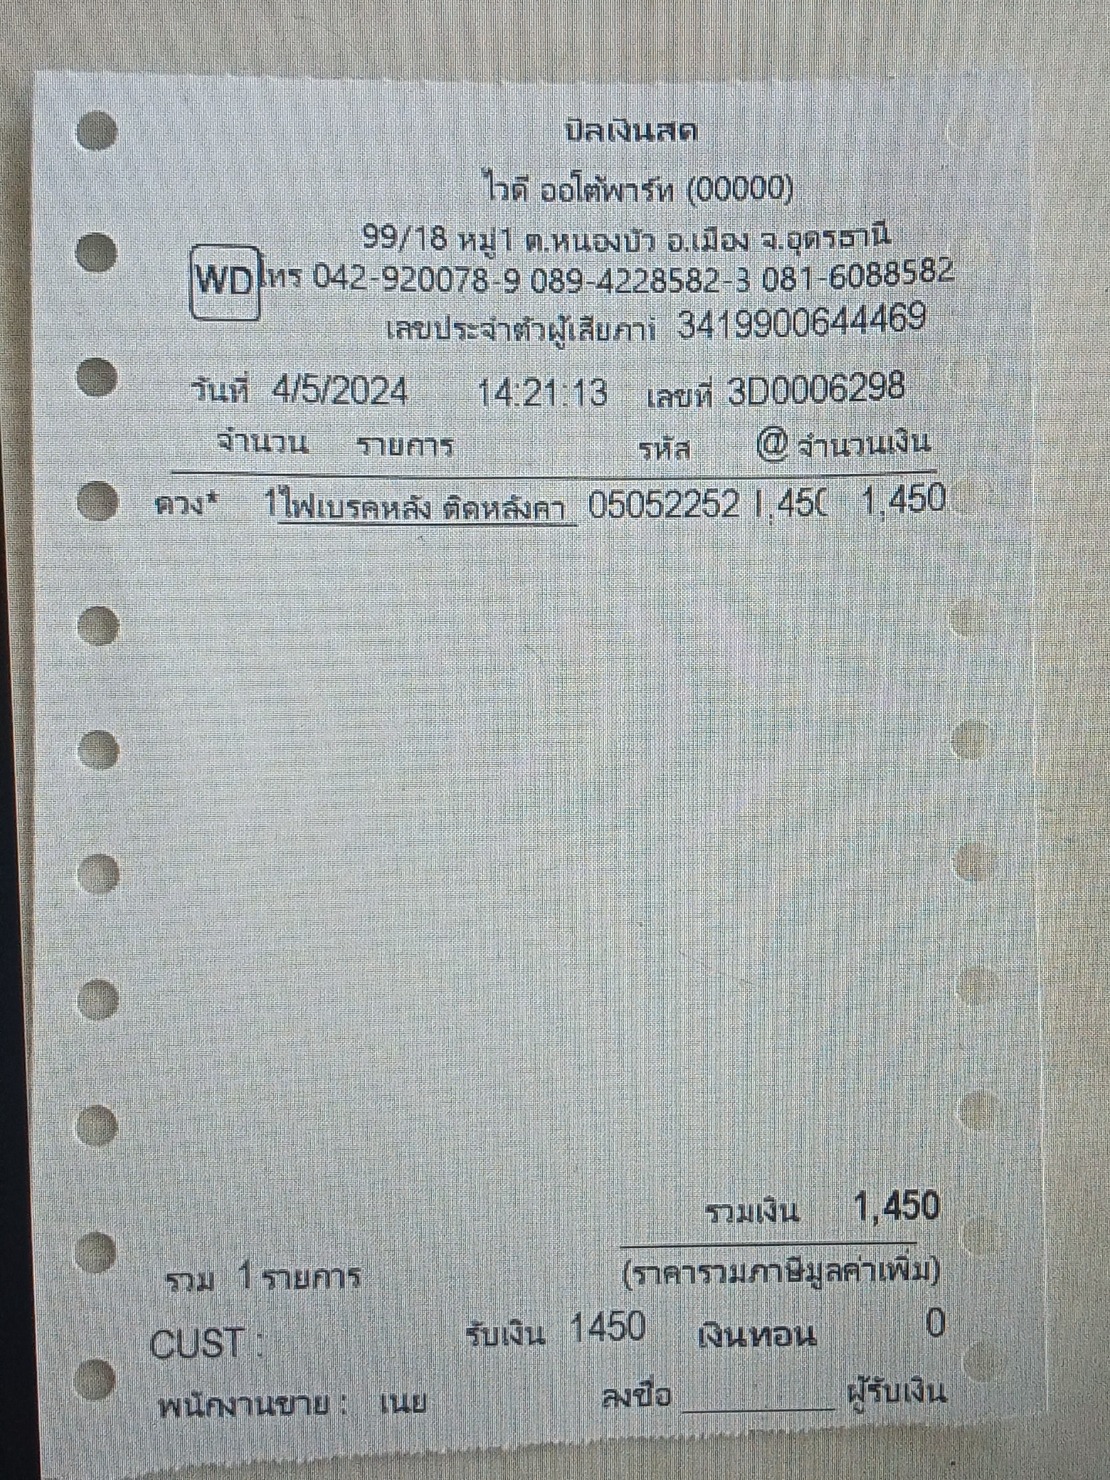 บิลเงินสด
ไวดี ออโต้พาร์ท (00000)
99/18 หมู่1 ต.หนองบัว อ.เมือง จ.อุดรธานี
WD โทร 042-920078-9 089-4228582-3 081-6088582
เลขประจำตัวผู้เสียภาษี 3419900644469
วันที่ 4/5/2024 14:21:13 เลขที่ 3D0006298
จำนวน รายการ รหัส @ จำนวนเงิน
ดวง* 1 ไฟเบรคหลัง ติดหลังคา 05052252 1,450 1,450
รวมเงิน 1,450
รวม 1 รายการ (ราคารวมภาษีมูลค่าเพิ่ม)
CUST : รับเงิน 1450 เงินทอน 0
พนักงานขาย : เนย ลงชื่อ ____________ ผู้รับเงิน